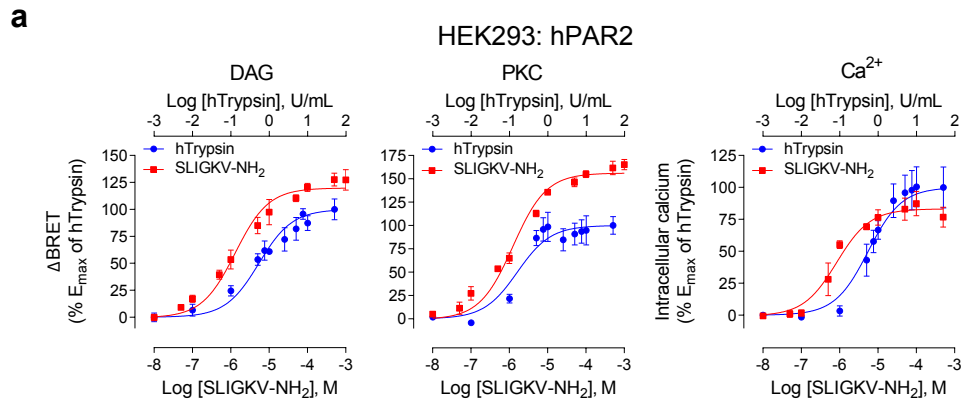 a
HEK293: hPAR2
DAG
Log [hTrypsin], U/mL
-3 -2 -1 0 1 2
hTrypsin
SLIGKV-NH2
150
125
100
75
50
25
0
ΔBRET
(% Emax of hTrypsin)
-8 -7 -6 -5 -4 -3
Log [SLIGKV-NH2], M
PKC
Log [hTrypsin], U/mL
-3 -2 -1 0 1 2
hTrypsin
SLIGKV-NH2
175
150
125
100
75
50
25
0
-8 -7 -6 -5 -4 -3
Log [SLIGKV-NH2], M
Ca2+
Log [hTrypsin], U/mL
-3 -2 -1 0 1 2
hTrypsin
SLIGKV-NH2
125
100
75
50
25
0
Intracellular calcium
(% Emax of hTrypsin)
-8 -7 -6 -5 -4 -3
Log [SLIGKV-NH2], M